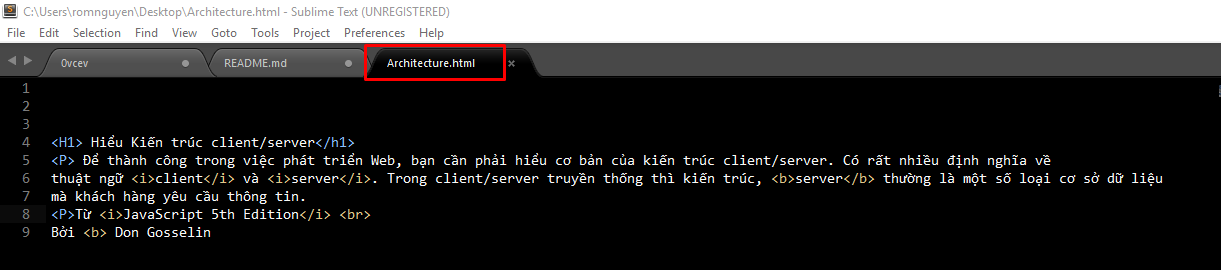 C:\Users\romnguyen\Desktop\Architecture.html - Sublime Text (UNREGISTERED)
File Edit Selection Find View Goto Tools Project Preferences Help
0vcev README.md Architecture.html
1
2
3
4 <H1> Hiểu Kiến trúc client/server</h1>
5 <P> Để thành công trong việc phát triển Web, bạn cần phải hiểu cơ bản của kiến trúc client/server. Có rất nhiều định nghĩa về
6 thuật ngữ <i>client</i> và <i>server</i>. Trong client/server truyền thống thì kiến trúc, <b>server</b> thường là một số loại cơ sở dữ liệu
7 mà khách hàng yêu cầu thông tin.
8 <P>Từ <i>JavaScript 5th Edition</i> <br>
9 Bởi <b> Don Gosselin